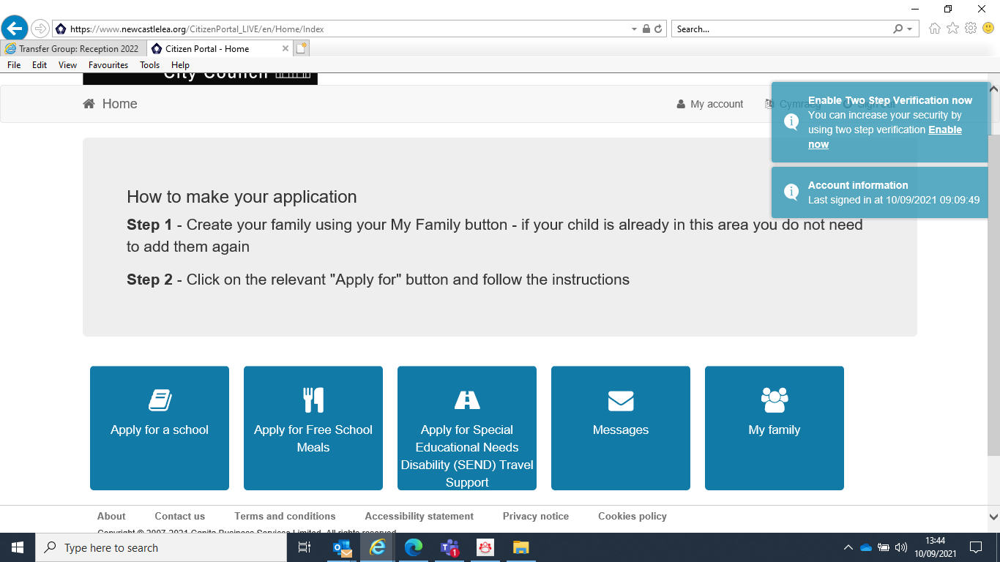 https://www.newcastlelea.org/CitizenPortal_LIVE/en/Home/Index
Search...
Transfer Group: Reception 2022
Citizen Portal - Home
File Edit View Favourites Tools Help
City Council
Home
My account
Cymraeg
Sign out
Enable Two Step Verification now
You can increase your security by
using two step verification Enable
now
Account information
Last signed in at 10/09/2021 09:09:49
How to make your application
Step 1 - Create your family using your My Family button - if your child is already in this area you do not need
to add them again
Step 2 - Click on the relevant "Apply for" button and follow the instructions
Apply for a school
Apply for Free School
Meals
Apply for Special
Educational Needs
Disability (SEND) Travel
Support
Messages
My family
About Contact us Terms and conditions Accessibility statement Privacy notice Cookies policy
Copyright © 2007-2021 Capita Business Services Limited. All rights reserved.
Type here to search
1
13:44
10/09/2021